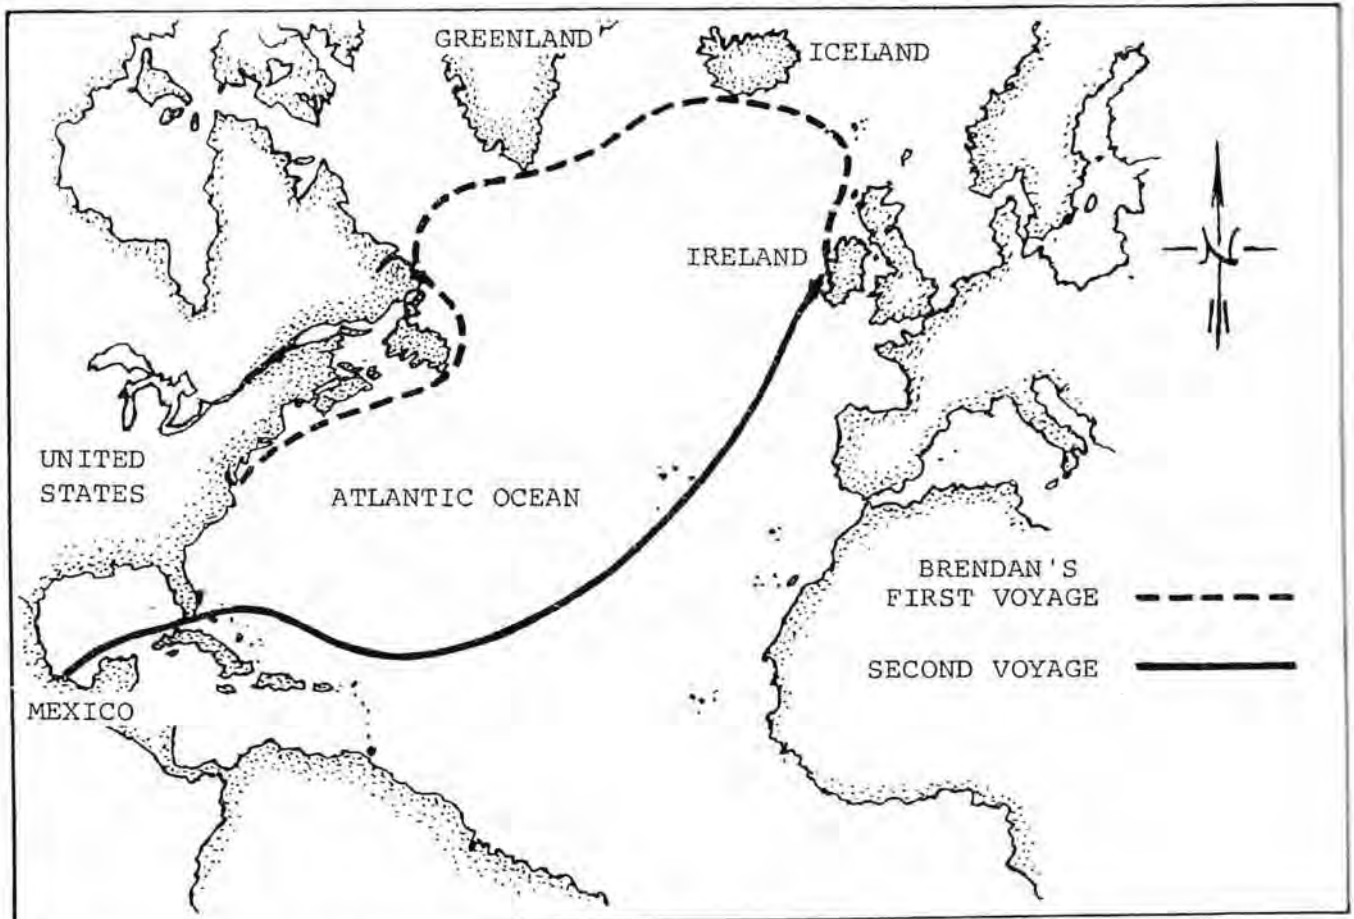 GREENLAND
ICELAND
IRELAND
N
UNITED
STATES
ATLANTIC OCEAN
BRENDAN'S
FIRST VOYAGE
SECOND VOYAGE
MEXICO